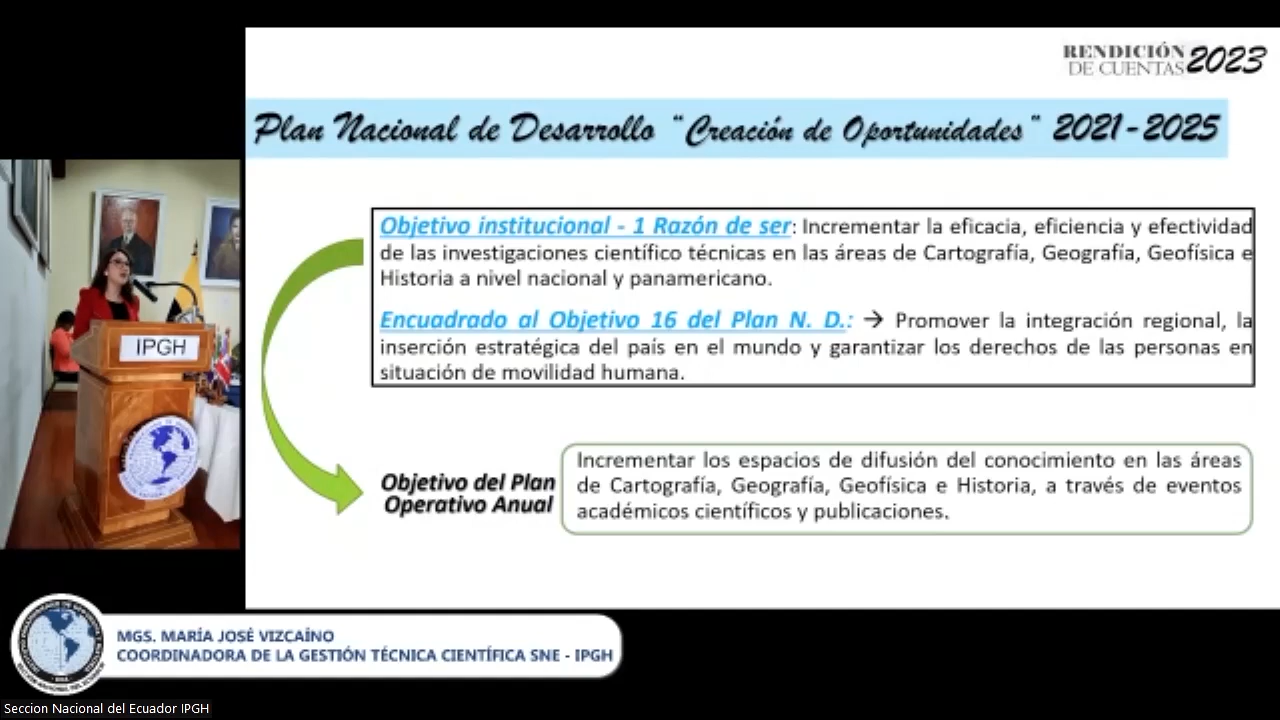 RENDICIÓN
DE CUENTAS 2023
Plan Nacional de Desarrollo “Creación de Oportunidades” 2021-2025
Objetivo institucional - 1 Razón de ser: Incrementar la eficacia, eficiencia y efectividad
de las investigaciones científico técnicas en las áreas de Cartografía, Geografía, Geofísica e
Historia a nivel nacional y panamericano.
Encuadrado al Objetivo 16 del Plan N. D.: → Promover la integración regional, la
inserción estratégica del país en el mundo y garantizar los derechos de las personas en
situación de movilidad humana.
Objetivo del Plan
Operativo Anual
Incrementar los espacios de difusión del conocimiento en las áreas
de Cartografía, Geografía, Geofísica e Historia, a través de eventos
académicos científicos y publicaciones.
IPGH
MGS. MARÍA JOSÉ VIZCAÍNO
COORDINADORA DE LA GESTIÓN TÉCNICA CIENTÍFICA SNE - IPGH
Seccion Nacional del Ecuador IPGH